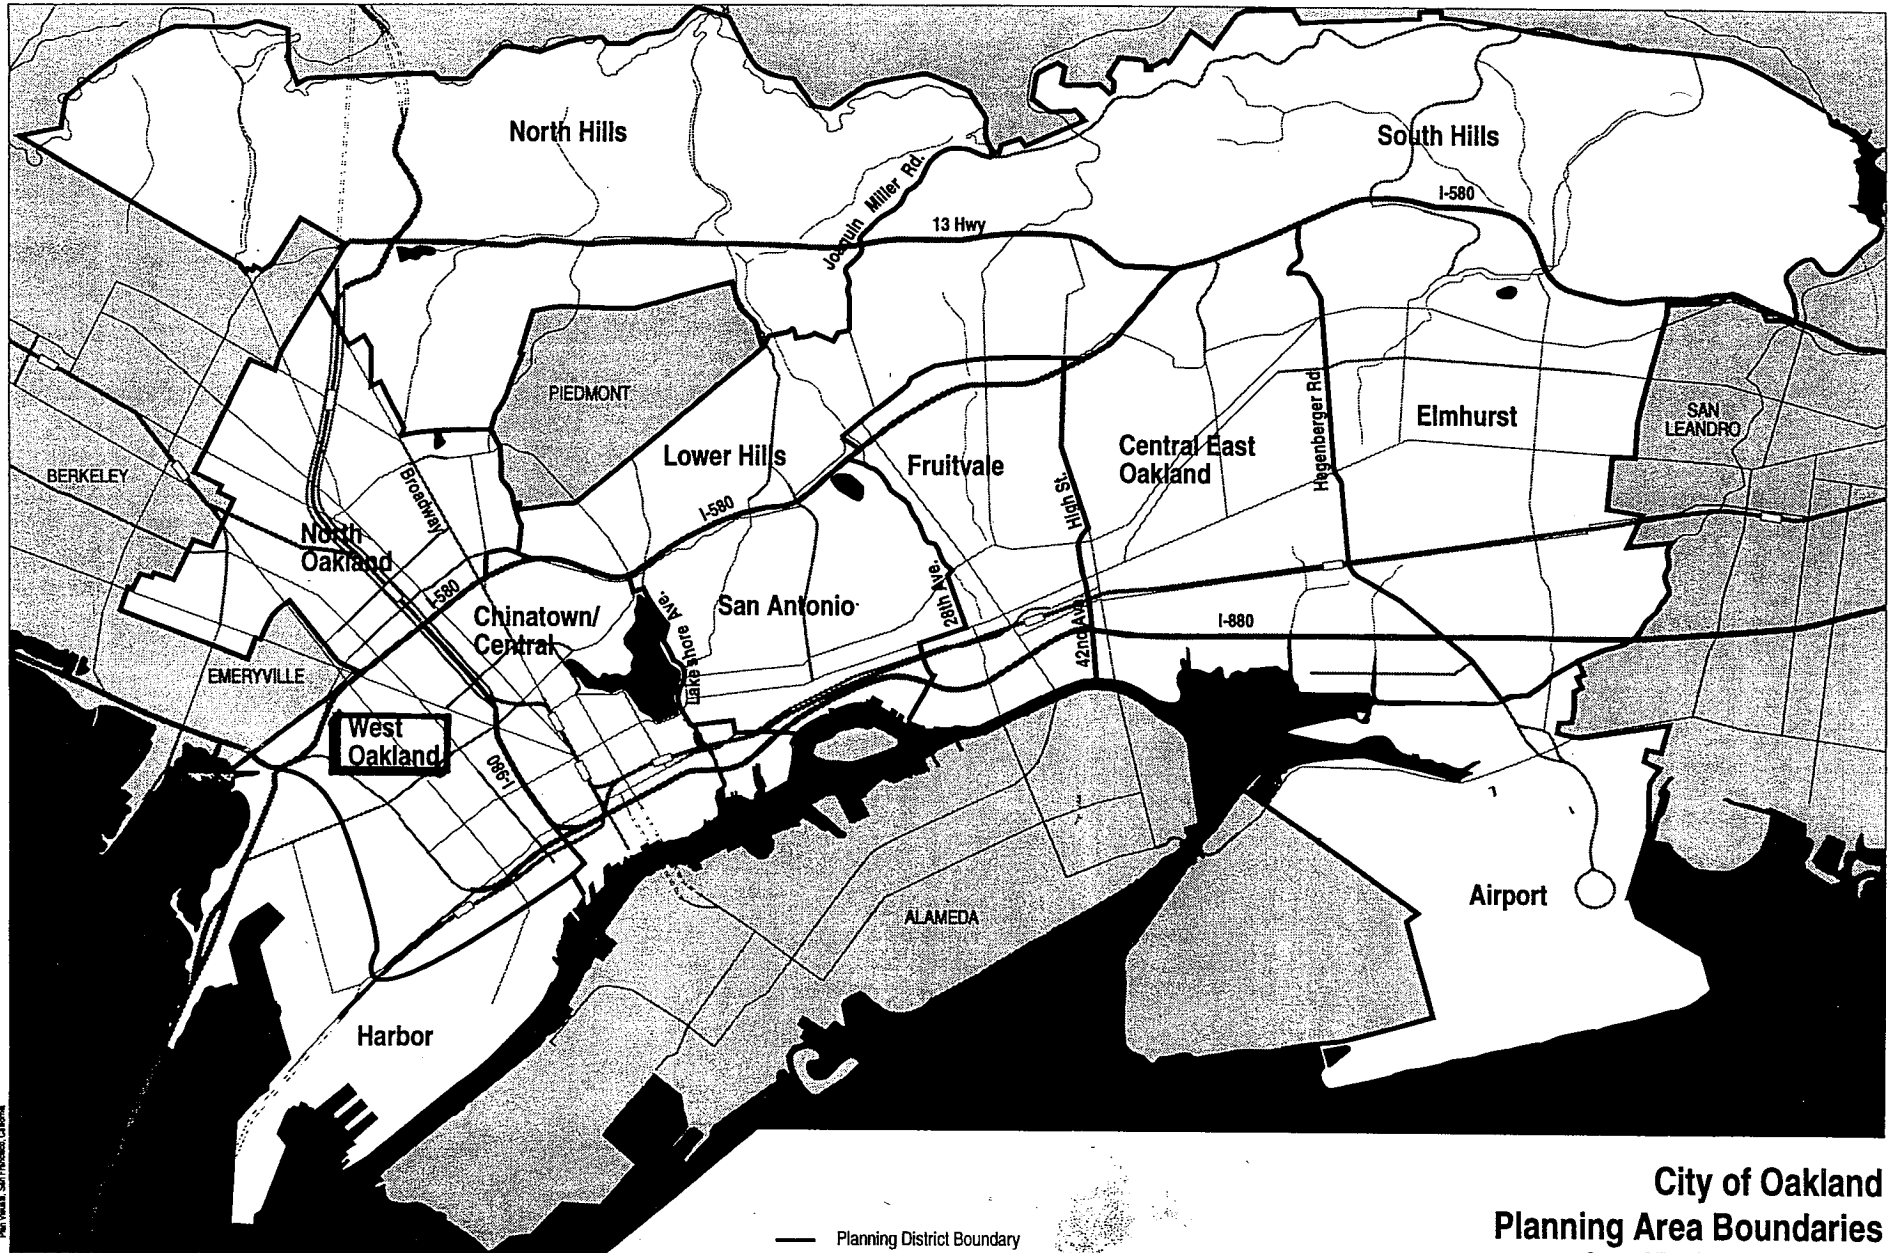 North Hills
South Hills
Joaquin Miller Rd.
I-580
13 Hwy
PIEDMONT
Hegenberger Rd.
Elmhurst
SAN
LEANDRO
Lower Hills
Fruitvale
Central East
Oakland
BERKELEY
Broadway
High St.
I-580
North
Oakland
I-580
Chinatown/
Central
Lakeshore Ave.
San Antonio
28th Ave.
42nd Ave.
I-880
EMERYVILLE
West
Oakland
I-980
Airport
ALAMEDA
Harbor
City of Oakland
Planning Area Boundaries
Planning District Boundary